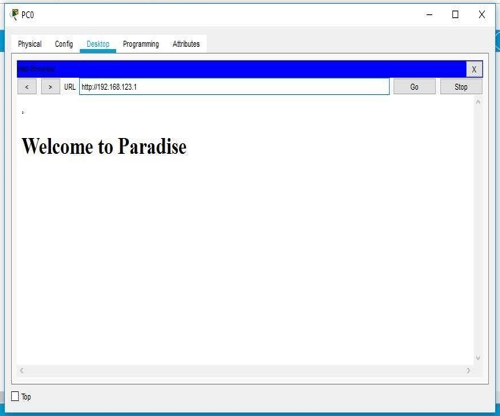 PC0
Physical Config Desktop Programming Attributes
X
< > URL http://192.168.123.1 Go Stop
Welcome to Paradise
Top